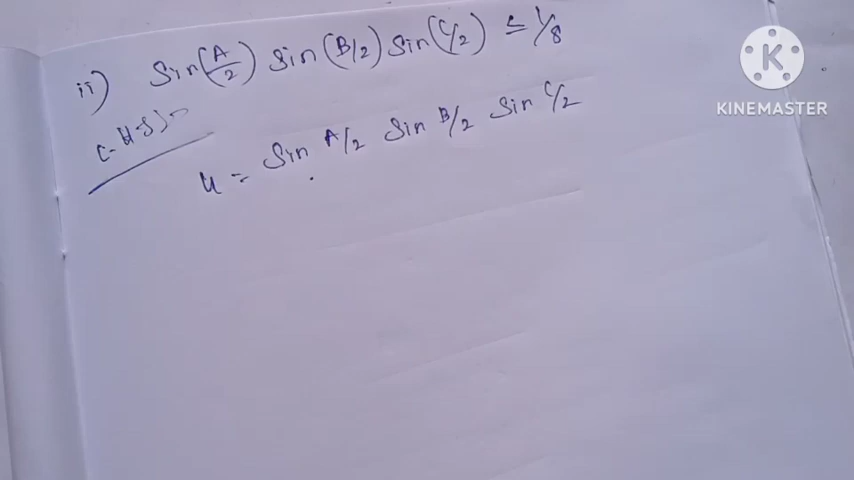 ii) Sin(A/2) Sin(B/2) Sin(C/2) ≤ 1/8
KINEMASTER
L-H-S):-
u = Sin A/2 Sin B/2 Sin C/2